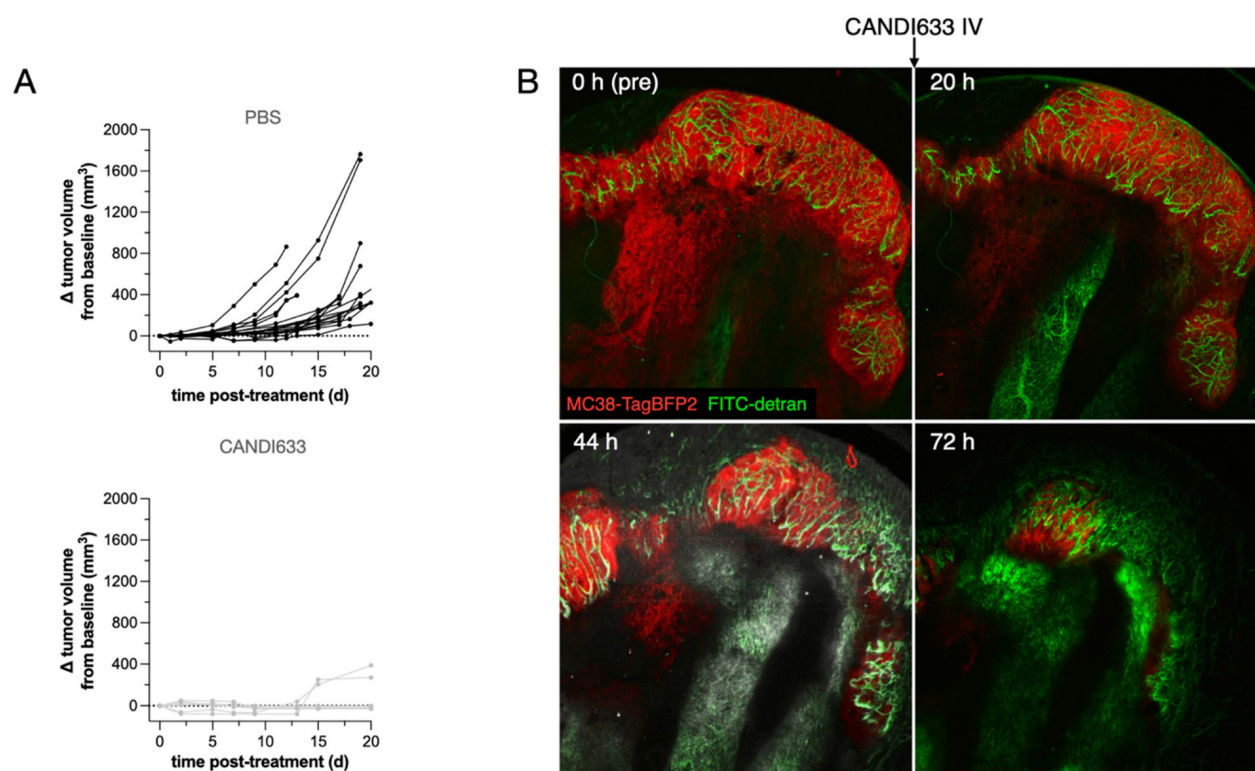 A
PBS
2000
1600
1200
800
400
0
Δ tumor volume
from baseline (mm³)
0 5 10 15 20
time post-treatment (d)
CANDI633
2000
1600
1200
800
400
0
Δ tumor volume
from baseline (mm³)
0 5 10 15 20
time post-treatment (d)
CANDI633 IV
B
0 h (pre)
20 h
MC38-TagBFP2 FITC-detran
44 h
72 h